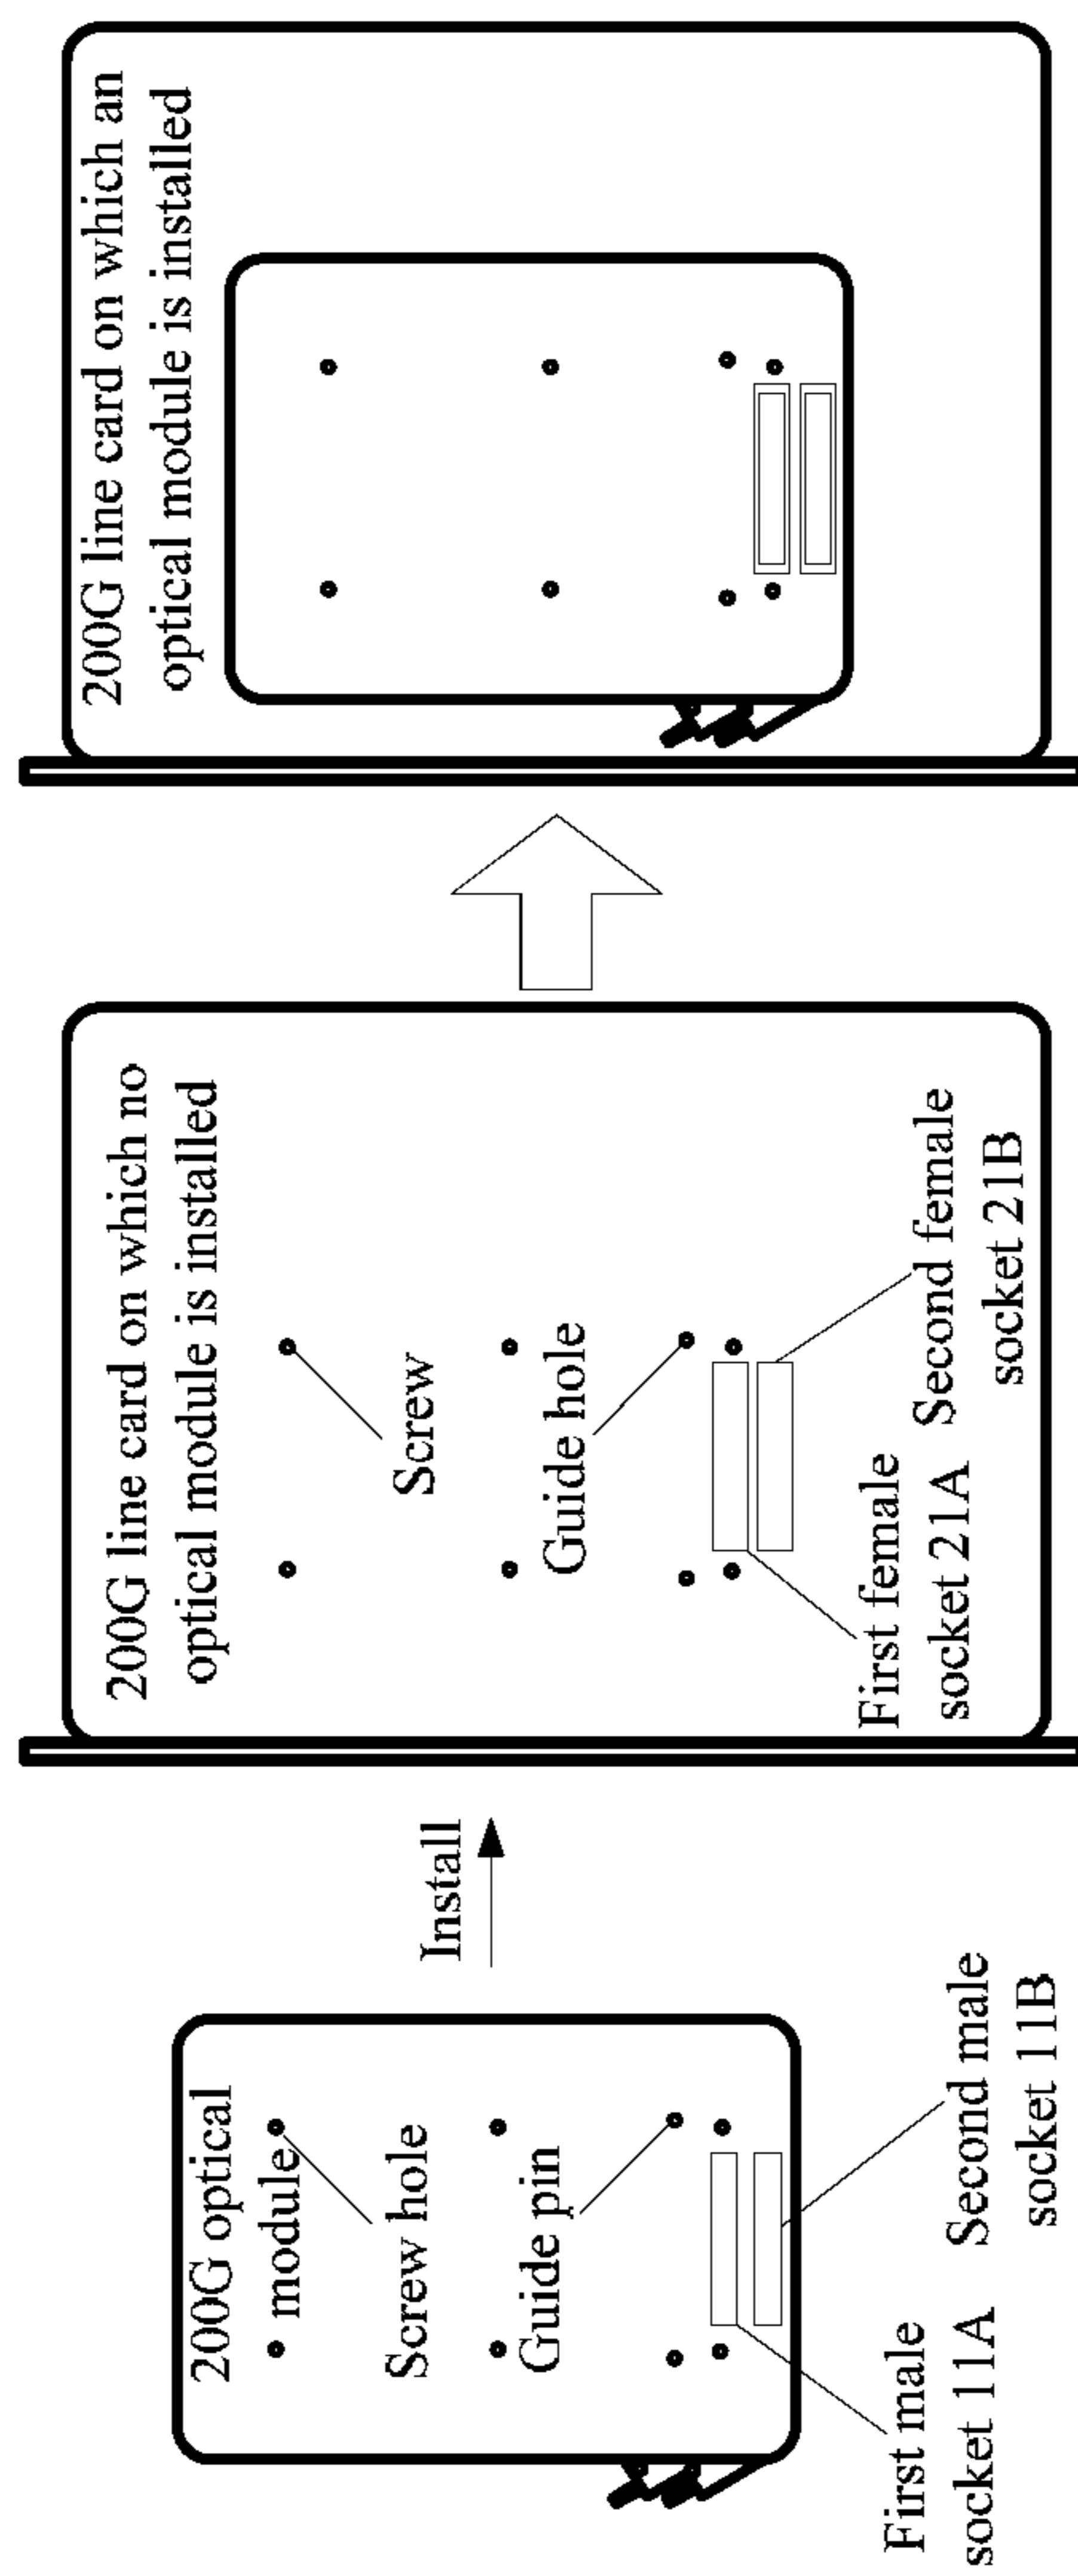 200G optical
module
Screw hole
Guide pin
First male
socket 11A
Second male
socket 11B
Install
200G line card on which no
optical module is installed
Screw
Guide hole
First female
socket 21A
Second female
socket 21B
200G line card on which an
optical module is installed